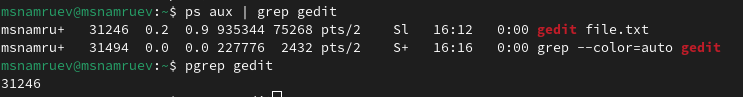 msnamruev@msnamruev:~$ ps aux | grep gedit
msnamru+   31246  0.2  0.9 935344 75268 pts/2    Sl   16:12   0:00 gedit file.txt
msnamru+   31494  0.0  0.0 227776  2432 pts/2    S+   16:16   0:00 grep --color=auto gedit
msnamruev@msnamruev:~$ pgrep gedit
31246